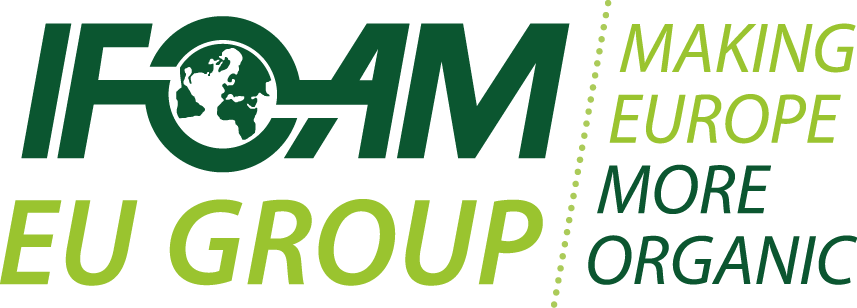 IFOAM
EU GROUP
MAKING
EUROPE
MORE
ORGANIC